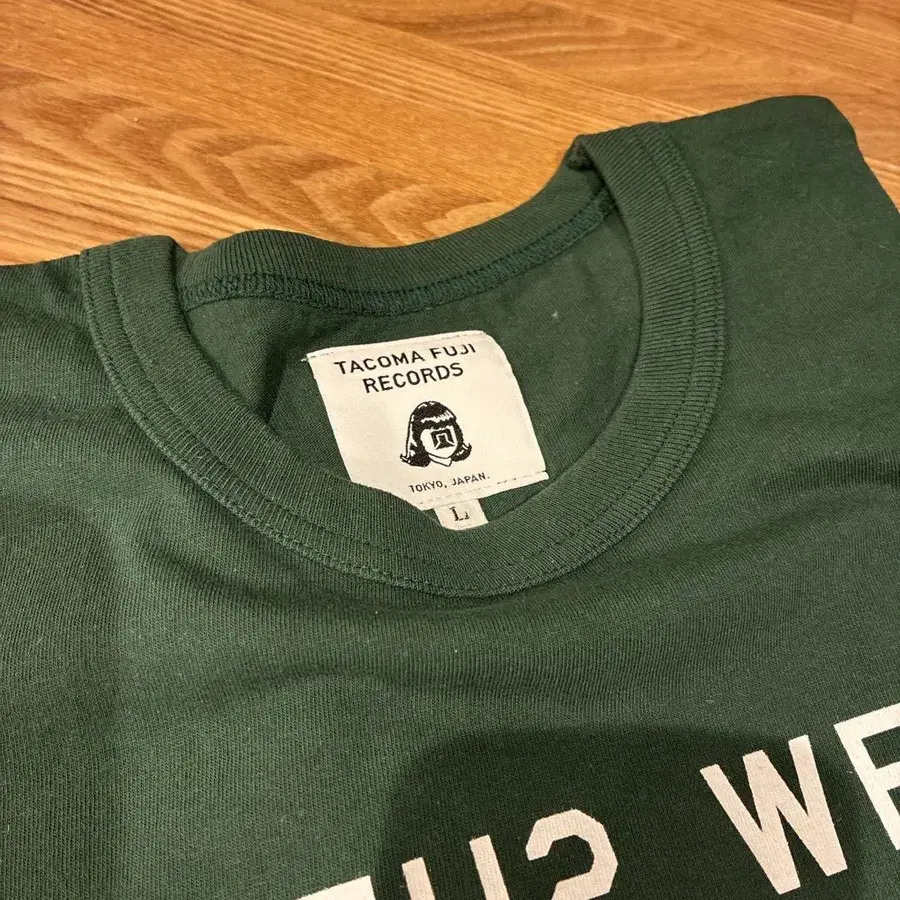 TACOMA FUJI
RECORDS
TOKYO, JAPAN.
L